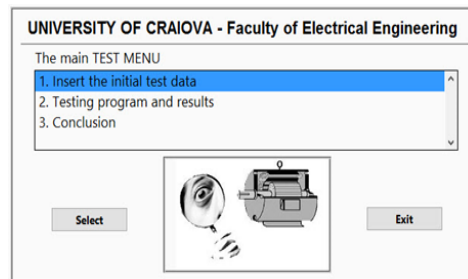 UNIVERSITY OF CRAIOVA - Faculty of Electrical Engineering
The main TEST MENU
1. Insert the initial test data
2. Testing program and results
3. Conclusion
Select
Exit